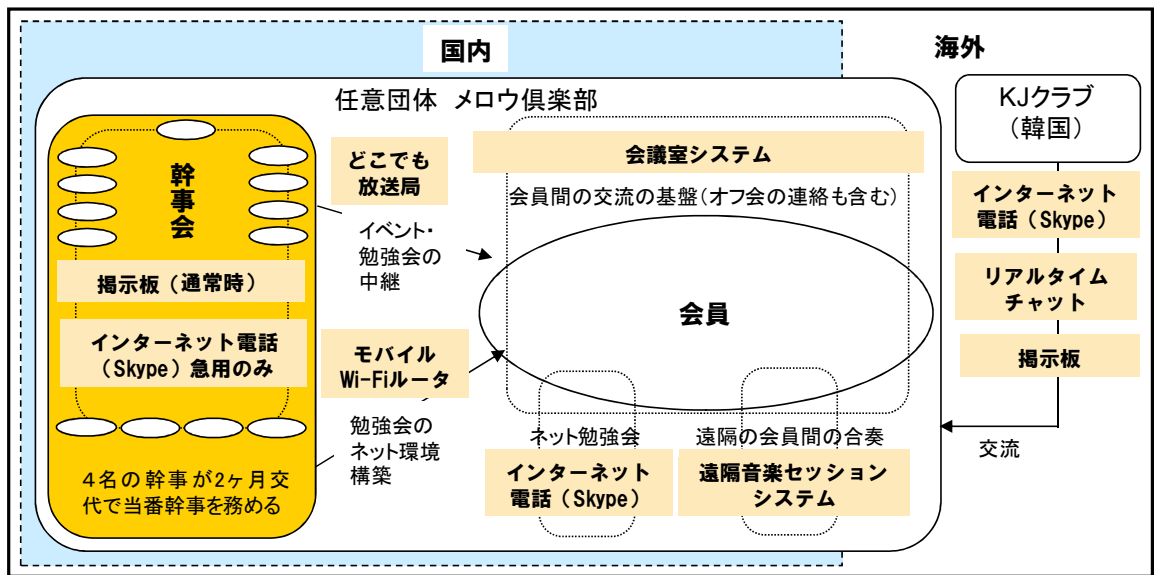 国内
海外
任意団体 メロウ倶楽部
幹事会
掲示板（通常時）
インターネット電話
（Skype）急用のみ
４名の幹事が2ヶ月交
代で当番幹事を務める
どこでも
放送局
イベント・
勉強会の
中継
モバイル
Wi-Fiルータ
勉強会の
ネット環境
構築
会議室システム
会員間の交流の基盤（オフ会の連絡も含む）
会員
ネット勉強会
インターネット
電話（Skype）
遠隔の会員間の合奏
遠隔音楽セッション
システム
KJクラブ
（韓国）
インターネット
電話（Skype）
リアルタイム
チャット
掲示板
交流